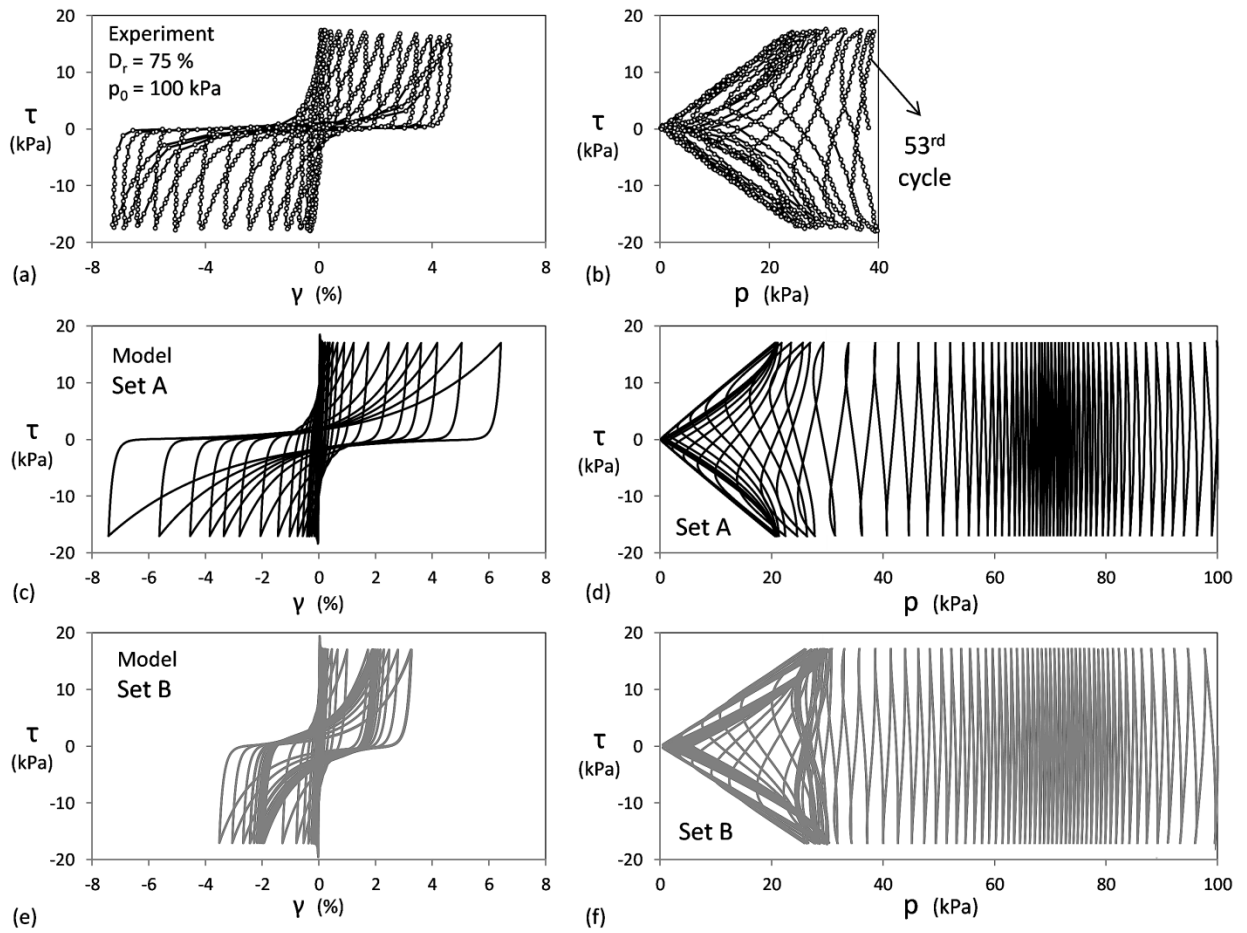 20
Experiment
Dr = 75 %
p0 = 100 kPa
10
τ
(kPa)
0
-10
-20
-8
-4
0
4
8
(a)
γ (%)
20
10
τ
(kPa)
0
-10
-20
0
20
40
53rd
cycle
(b)
p (kPa)
20
Model
Set A
10
τ
(kPa)
0
-10
-20
-8
-6
-4
-2
0
2
4
6
8
(c)
γ (%)
20
10
τ
(kPa)
0
-10
Set A
-20
0
20
40
60
80
100
(d)
p (kPa)
20
Model
Set B
10
τ
(kPa)
0
-10
-20
-8
-6
-4
-2
0
2
4
6
8
(e)
γ (%)
20
10
τ
(kPa)
0
-10
Set B
-20
0
20
40
60
80
100
(f)
p (kPa)